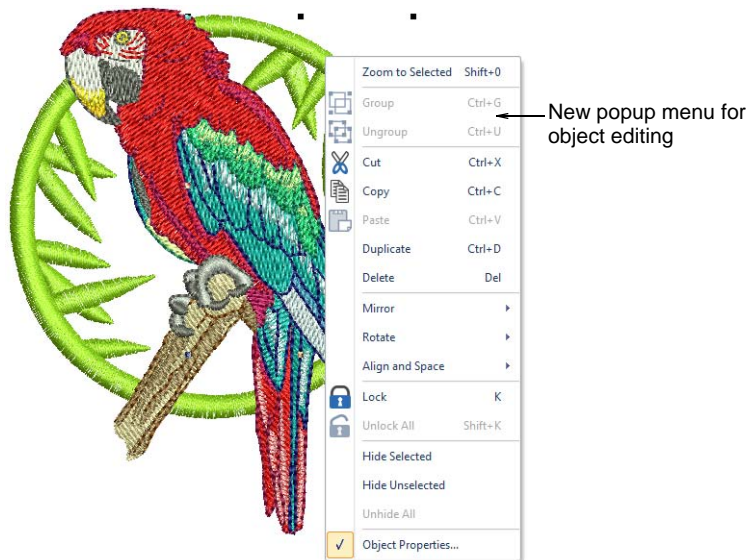 Zoom to Selected Shift+0
Group Ctrl+G
Ungroup Ctrl+U
Cut Ctrl+X
Copy Ctrl+C
Paste Ctrl+V
Duplicate Ctrl+D
Delete Del
Mirror
Rotate
Align and Space
Lock K
Unlock All Shift+K
Hide Selected
Hide Unselected
Unhide All
Object Properties...
New popup menu for
object editing